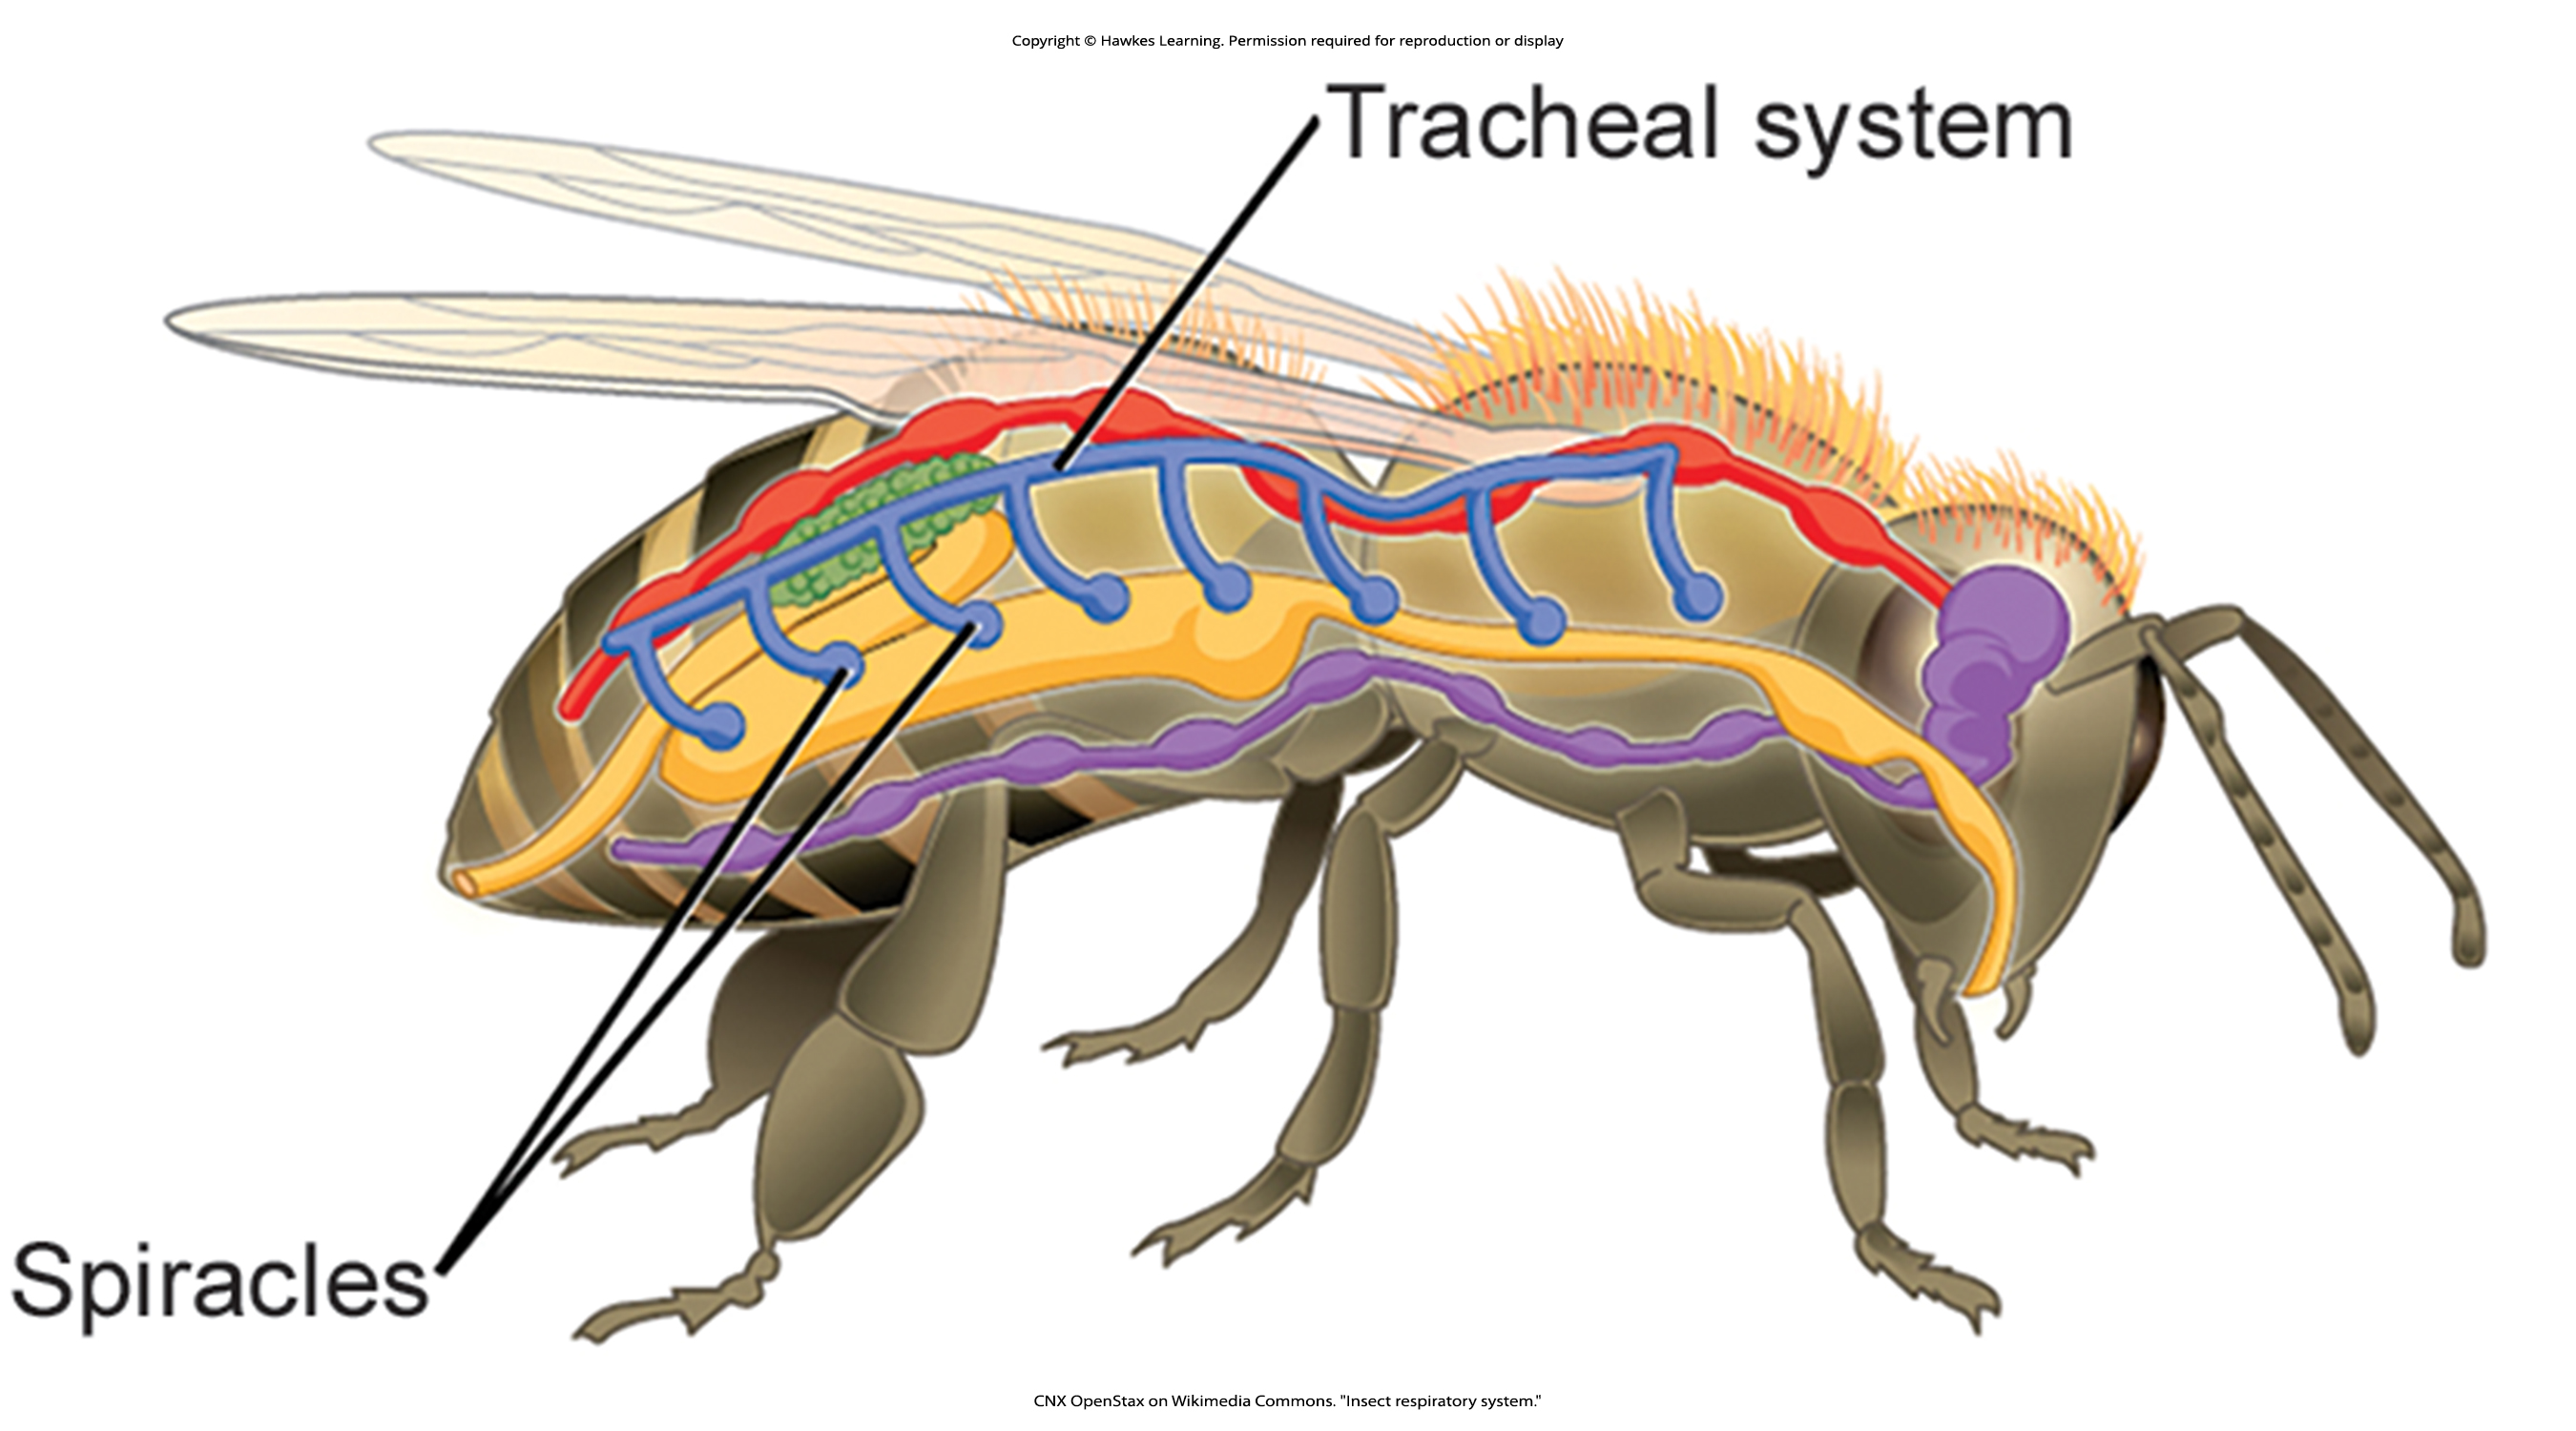 Copyright © Hawkes Learning. Permission required for reproduction or display
Tracheal system
Spiracles
CNX OpenStax on Wikimedia Commons. "Insect respiratory system."